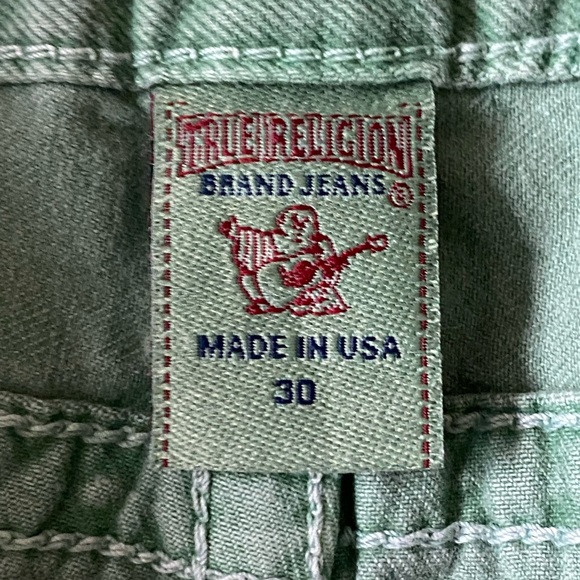 TRUE RELIGION
BRAND JEANS ®
MADE IN USA
30